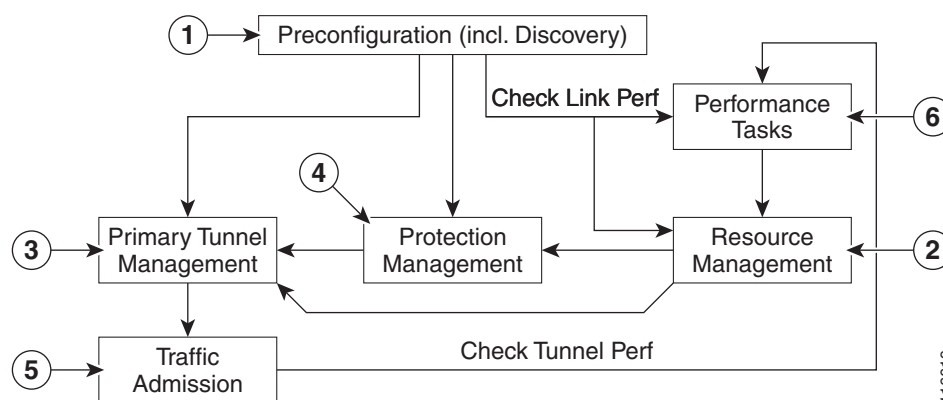 1
Preconfiguration (incl. Discovery)
Check Link Perf
Performance
Tasks
6
4
3
Primary Tunnel
Management
Protection
Management
Resource
Management
2
5
Traffic
Admission
Check Tunnel Perf